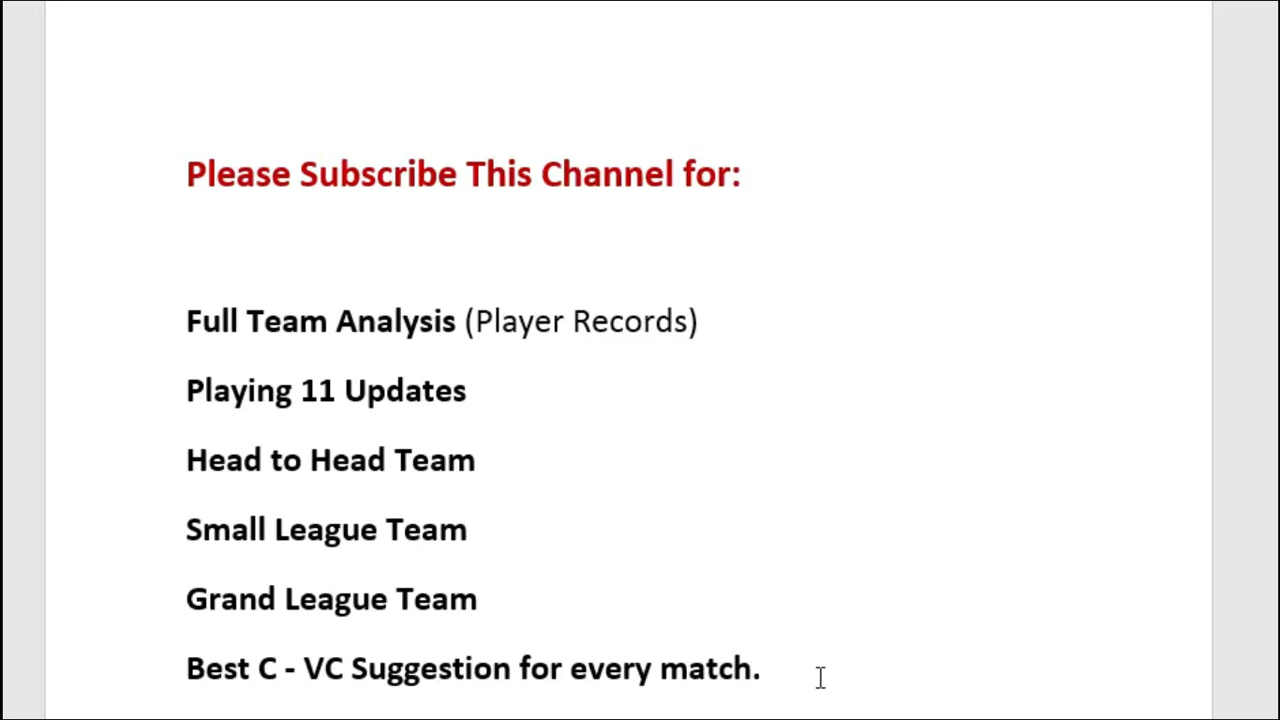 Please Subscribe This Channel for:
Full Team Analysis (Player Records)
Playing 11 Updates
Head to Head Team
Small League Team
Grand League Team
Best C - VC Suggestion for every match.